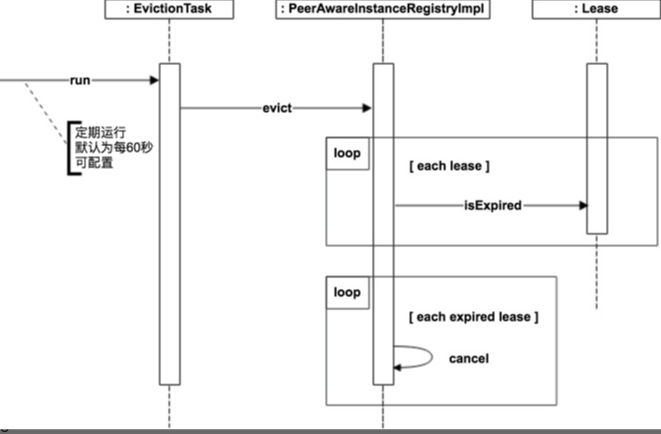 : EvictionTask
: PeerAwareInstanceRegistryImpl
: Lease
run
定期运行
默认为每60秒
可配置
evict
loop
[ each lease ]
isExpired
loop
[ each expired lease ]
cancel